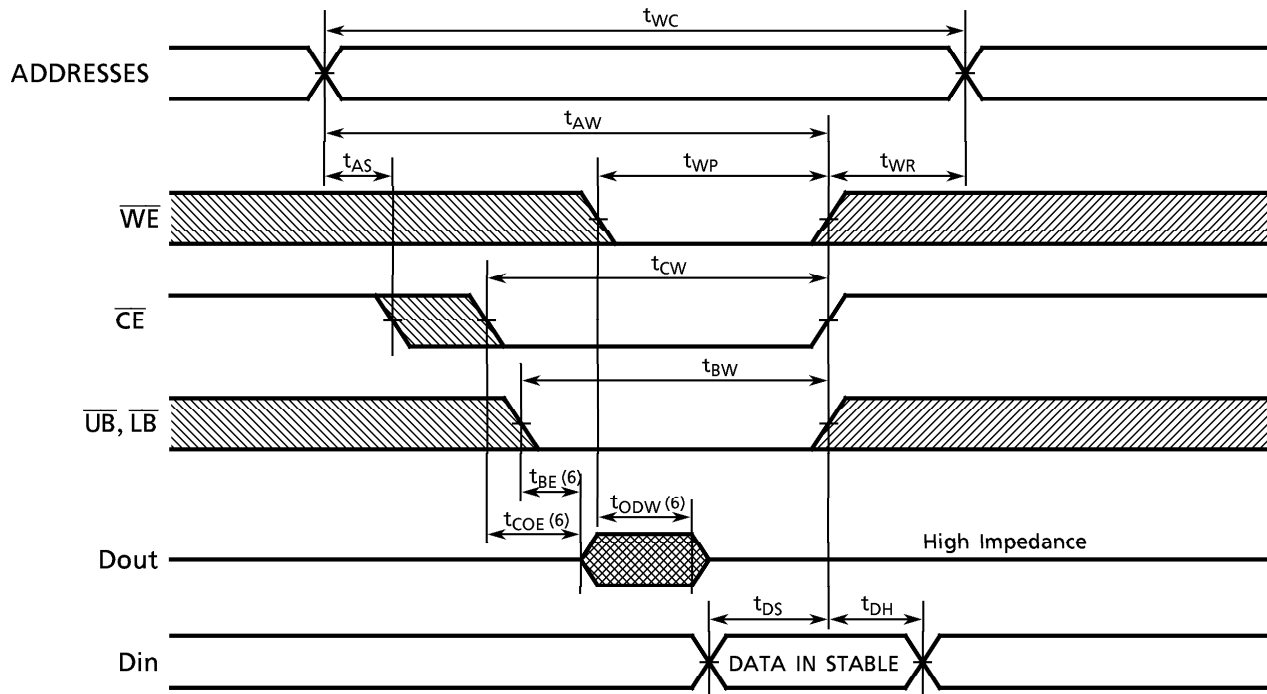 tWC
ADDRESSES
tAW
tAS
tWP
tWR
WE
tCW
CE
tBW
UB, LB
tBE (6)
tODW (6)
tCOE (6)
High Impedance
Dout
tDS
tDH
Din
DATA IN STABLE